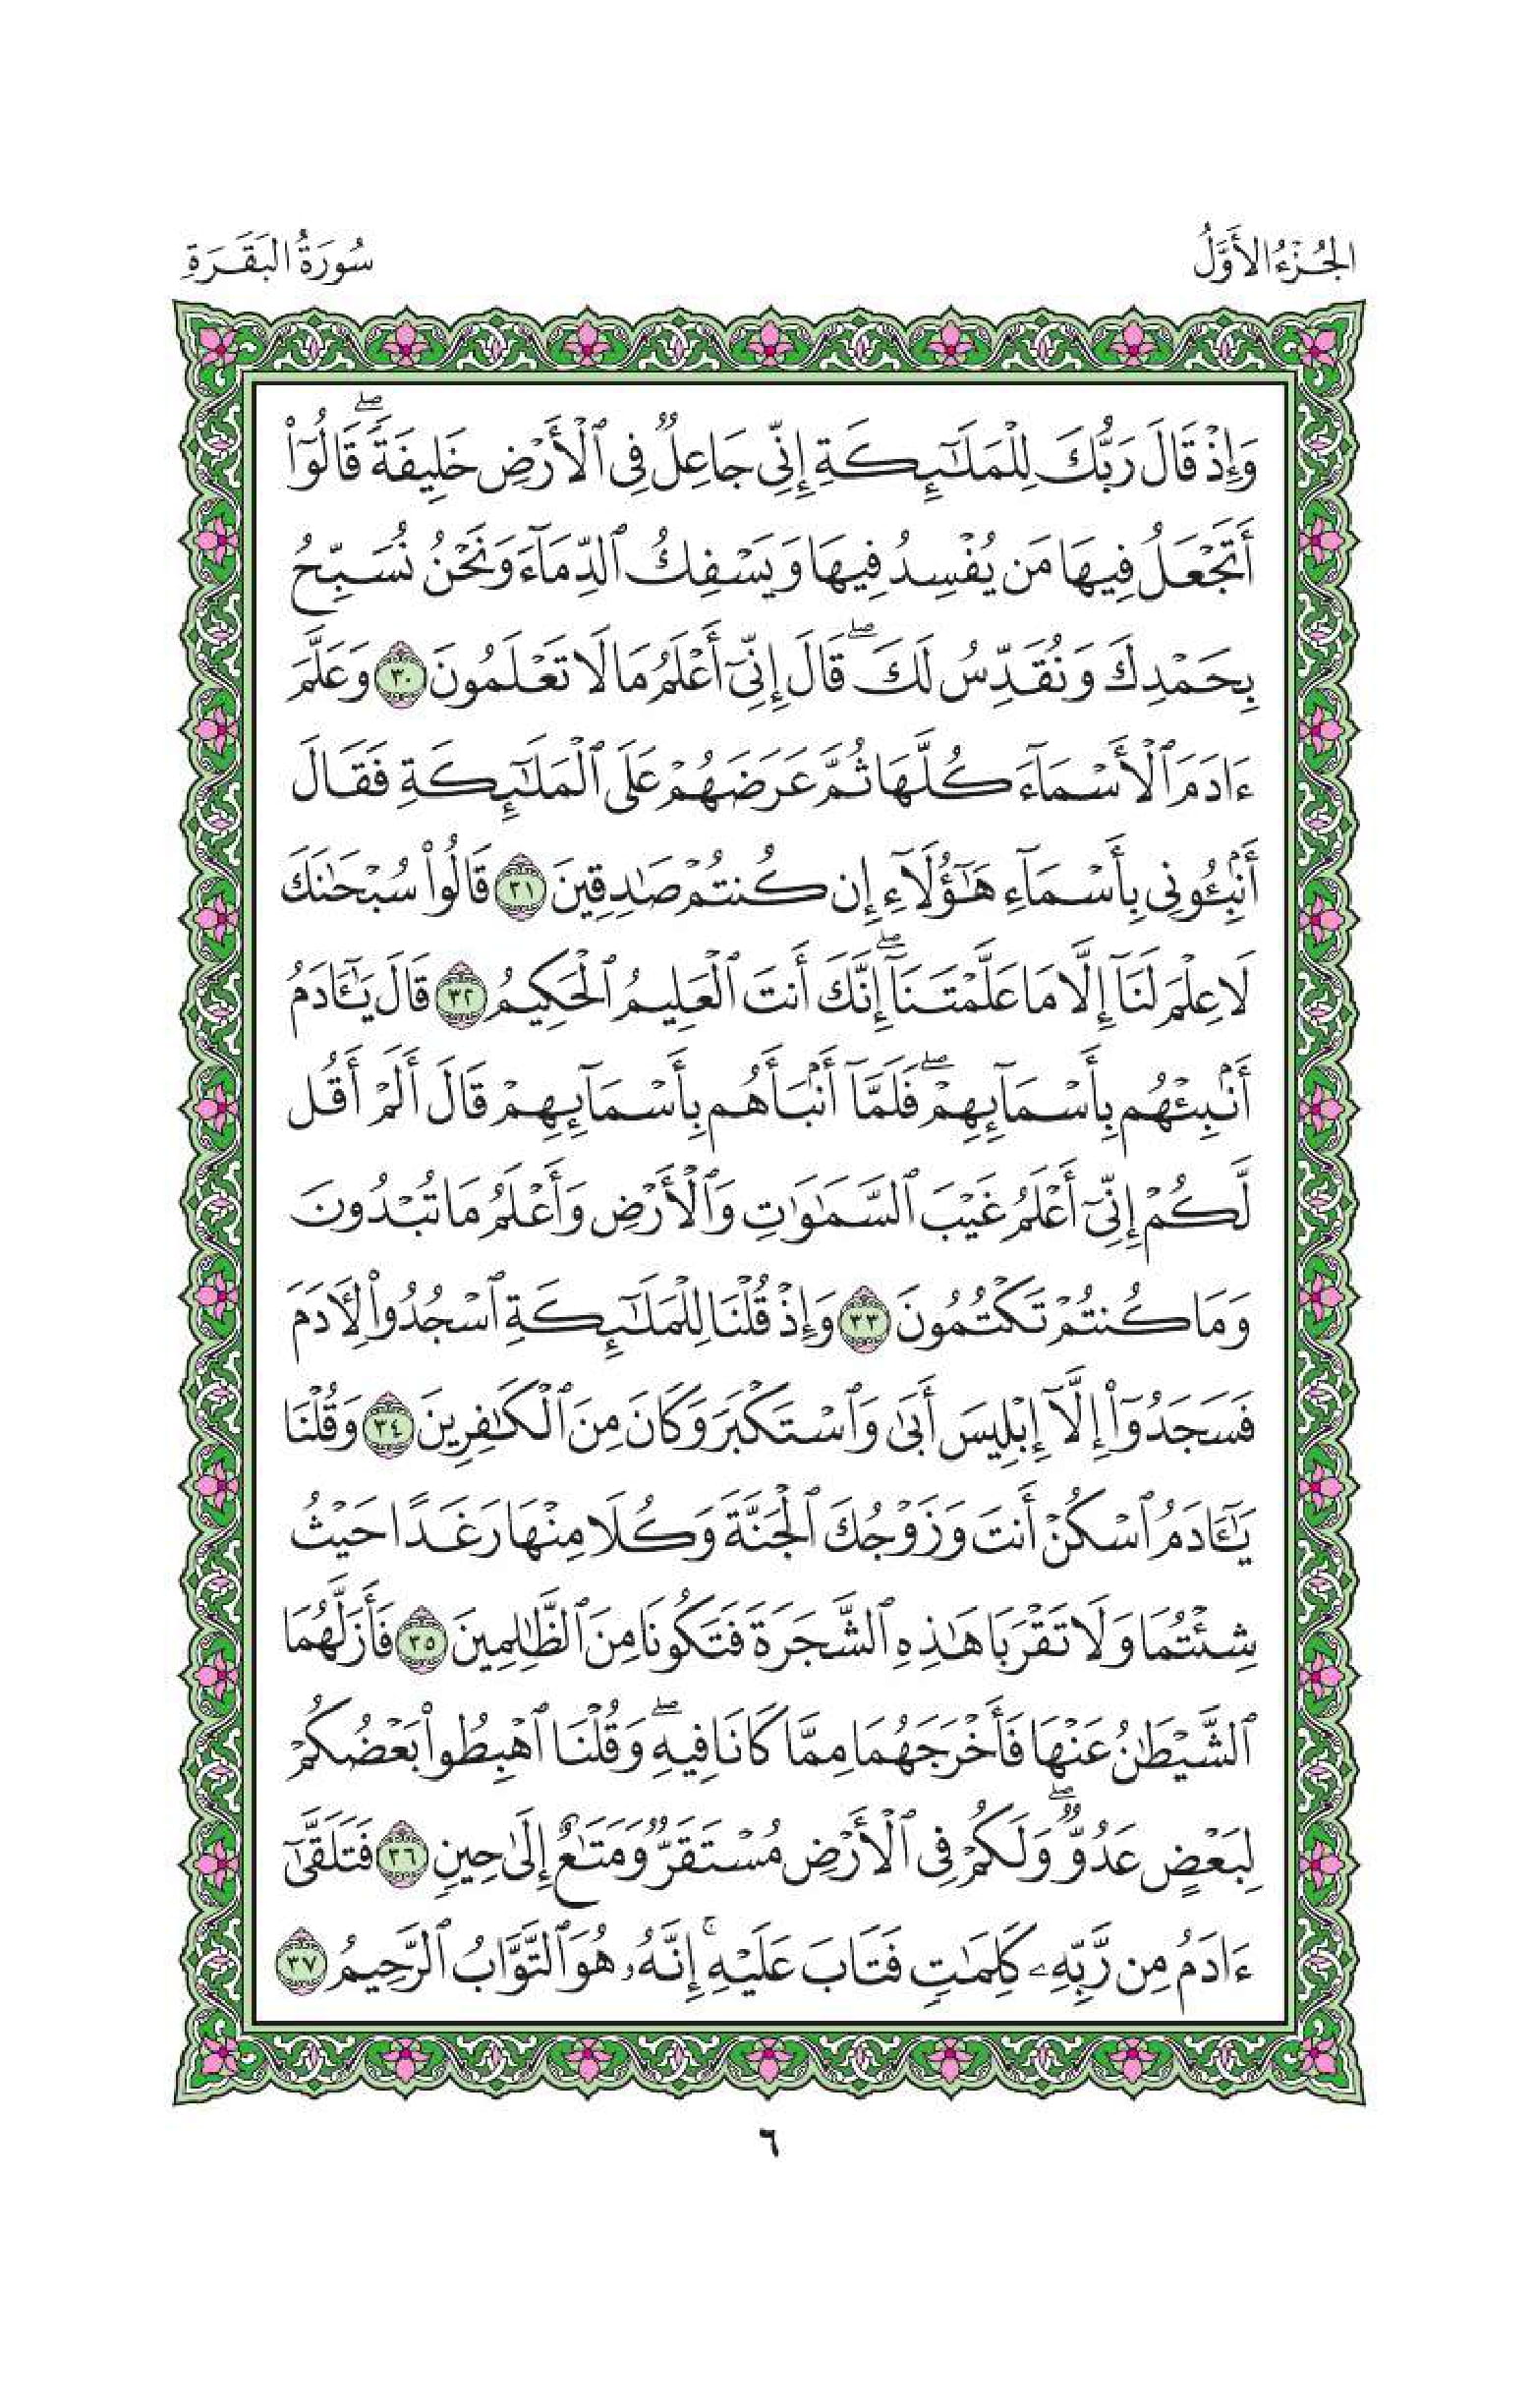 الجُزْءُ الأَوَّلُ
سُورَةُ البَقَرَةِ
وَإِذْ قَالَ رَبُّكَ لِلْمَلَـٰٓئِكَةِ إِنِّى جَاعِلٌ فِى ٱلْأَرْضِ خَلِيفَةً ۖ قَالُوٓا۟
أَتَجْعَلُ فِيهَا مَن يُفْسِدُ فِيهَا وَيَسْفِكُ ٱلدِّمَآءَ وَنَحْنُ نُسَبِّحُ
بِحَمْدِكَ وَنُقَدِّسُ لَكَ ۖ قَالَ إِنِّىٓ أَعْلَمُ مَا لَا تَعْلَمُونَ ٣٠ وَعَلَّمَ
ءَادَمَ ٱلْأَسْمَآءَ كُلَّهَا ثُمَّ عَرَضَهُمْ عَلَى ٱلْمَلَـٰٓئِكَةِ فَقَالَ
أَنۢبِـُٔونِى بِأَسْمَآءِ هَـٰٓؤُلَآءِ إِن كُنتُمْ صَـٰدِقِينَ ٣١ قَالُوا۟ سُبْحَـٰنَكَ
لَا عِلْمَ لَنَآ إِلَّا مَا عَلَّمْتَنَآ ۖ إِنَّكَ أَنتَ ٱلْعَلِيمُ ٱلْحَكِيمُ ٣٢ قَالَ يَـٰٓـَٔادَمُ
أَنۢبِئْهُم بِأَسْمَآئِهِمْ ۖ فَلَمَّآ أَنۢبَأَهُم بِأَسْمَآئِهِمْ قَالَ أَلَمْ أَقُل
لَّكُمْ إِنِّىٓ أَعْلَمُ غَيْبَ ٱلسَّمَـٰوَٰتِ وَٱلْأَرْضِ وَأَعْلَمُ مَا تُبْدُونَ
وَمَا كُنتُمْ تَكْتُمُونَ ٣٣ وَإِذْ قُلْنَا لِلْمَلَـٰٓئِكَةِ ٱسْجُدُوا۟ لِـَٔادَمَ
فَسَجَدُوٓا۟ إِلَّآ إِبْلِيسَ أَبَىٰ وَٱسْتَكْبَرَ وَكَانَ مِنَ ٱلْكَـٰفِرِينَ ٣٤ وَقُلْنَا
يَـٰٓـَٔادَمُ ٱسْكُنْ أَنتَ وَزَوْجُكَ ٱلْجَنَّةَ وَكُلَا مِنْهَا رَغَدًا حَيْثُ
شِئْتُمَا وَلَا تَقْرَبَا هَـٰذِهِ ٱلشَّجَرَةَ فَتَكُونَا مِنَ ٱلظَّـٰلِمِينَ ٣٥ فَأَزَلَّهُمَا
ٱلشَّيْطَـٰنُ عَنْهَا فَأَخْرَجَهُمَا مِمَّا كَانَا فِيهِ ۖ وَقُلْنَا ٱهْبِطُوا۟ بَعْضُكُمْ
لِبَعْضٍ عَدُوٌّ ۖ وَلَكُمْ فِى ٱلْأَرْضِ مُسْتَقَرٌّ وَمَتَـٰعٌ إِلَىٰ حِينٍ ٣٦ فَتَلَقَّىٰٓ
ءَادَمُ مِن رَّبِّهِۦ كَلِمَـٰتٍ فَتَابَ عَلَيْهِ ۚ إِنَّهُۥ هُوَ ٱلتَّوَّابُ ٱلرَّحِيمُ ٣٧
٦